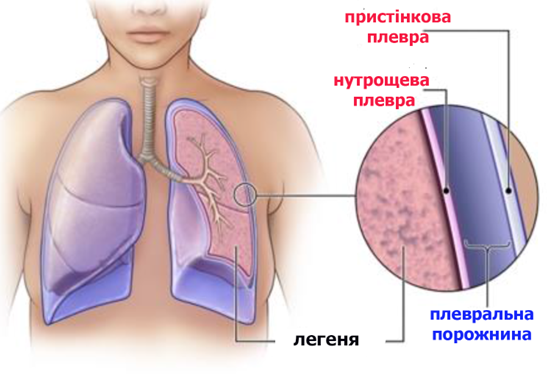 пристінкова
плевра
нутрощева
плевра
плевральна
порожнина
легеня